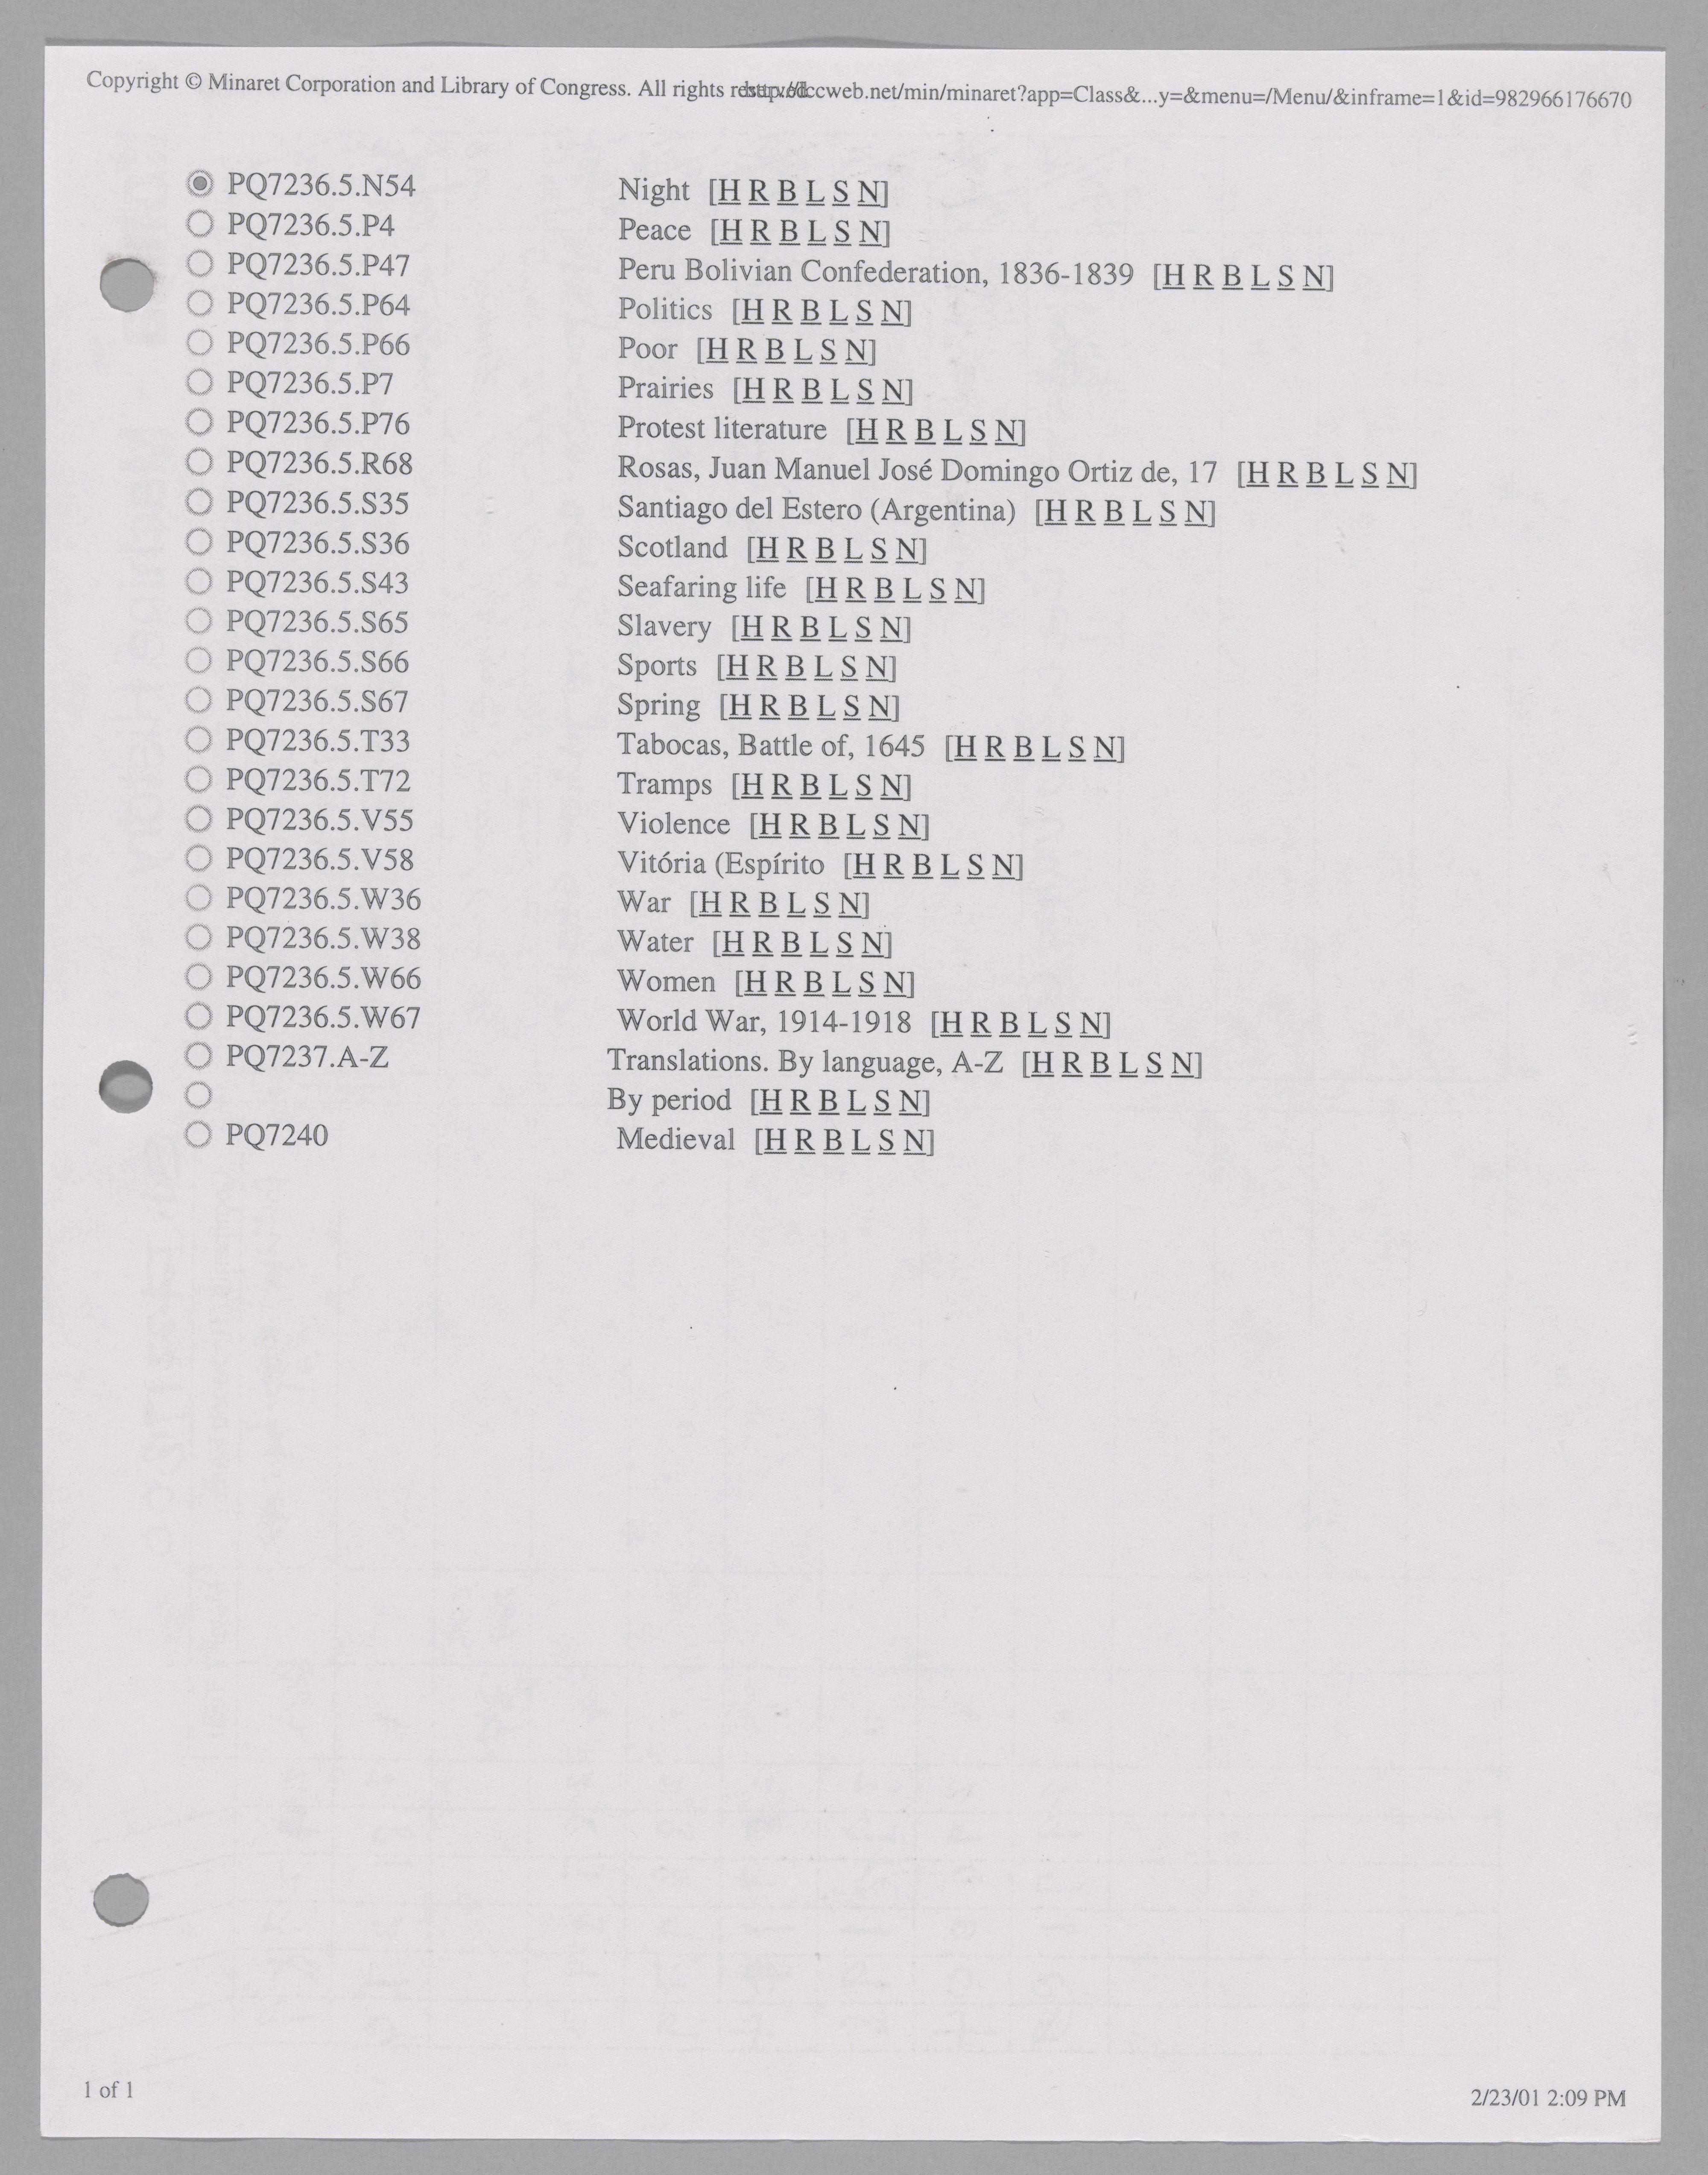 Copyright © Minaret Corporation and Library of Congress. All rights reserved. http://lccweb.net/min/minaret?app=Class&...y=&menu=/Menu/&inframe=1&id=982966176670
PQ7236.5.N54 Night [H R B L S N]
PQ7236.5.P4 Peace [H R B L S N]
PQ7236.5.P47 Peru Bolivian Confederation, 1836-1839 [H R B L S N]
PQ7236.5.P64 Politics [H R B L S N]
PQ7236.5.P66 Poor [H R B L S N]
PQ7236.5.P7 Prairies [H R B L S N]
PQ7236.5.P76 Protest literature [H R B L S N]
PQ7236.5.R68 Rosas, Juan Manuel José Domingo Ortiz de, 17 [H R B L S N]
PQ7236.5.S35 Santiago del Estero (Argentina) [H R B L S N]
PQ7236.5.S36 Scotland [H R B L S N]
PQ7236.5.S43 Seafaring life [H R B L S N]
PQ7236.5.S65 Slavery [H R B L S N]
PQ7236.5.S66 Sports [H R B L S N]
PQ7236.5.S67 Spring [H R B L S N]
PQ7236.5.T33 Tabocas, Battle of, 1645 [H R B L S N]
PQ7236.5.T72 Tramps [H R B L S N]
PQ7236.5.V55 Violence [H R B L S N]
PQ7236.5.V58 Vitória (Espírito [H R B L S N]
PQ7236.5.W36 War [H R B L S N]
PQ7236.5.W38 Water [H R B L S N]
PQ7236.5.W66 Women [H R B L S N]
PQ7236.5.W67 World War, 1914-1918 [H R B L S N]
PQ7237.A-Z Translations. By language, A-Z [H R B L S N]
By period [H R B L S N]
PQ7240 Medieval [H R B L S N]
1 of 1 2/23/01 2:09 PM